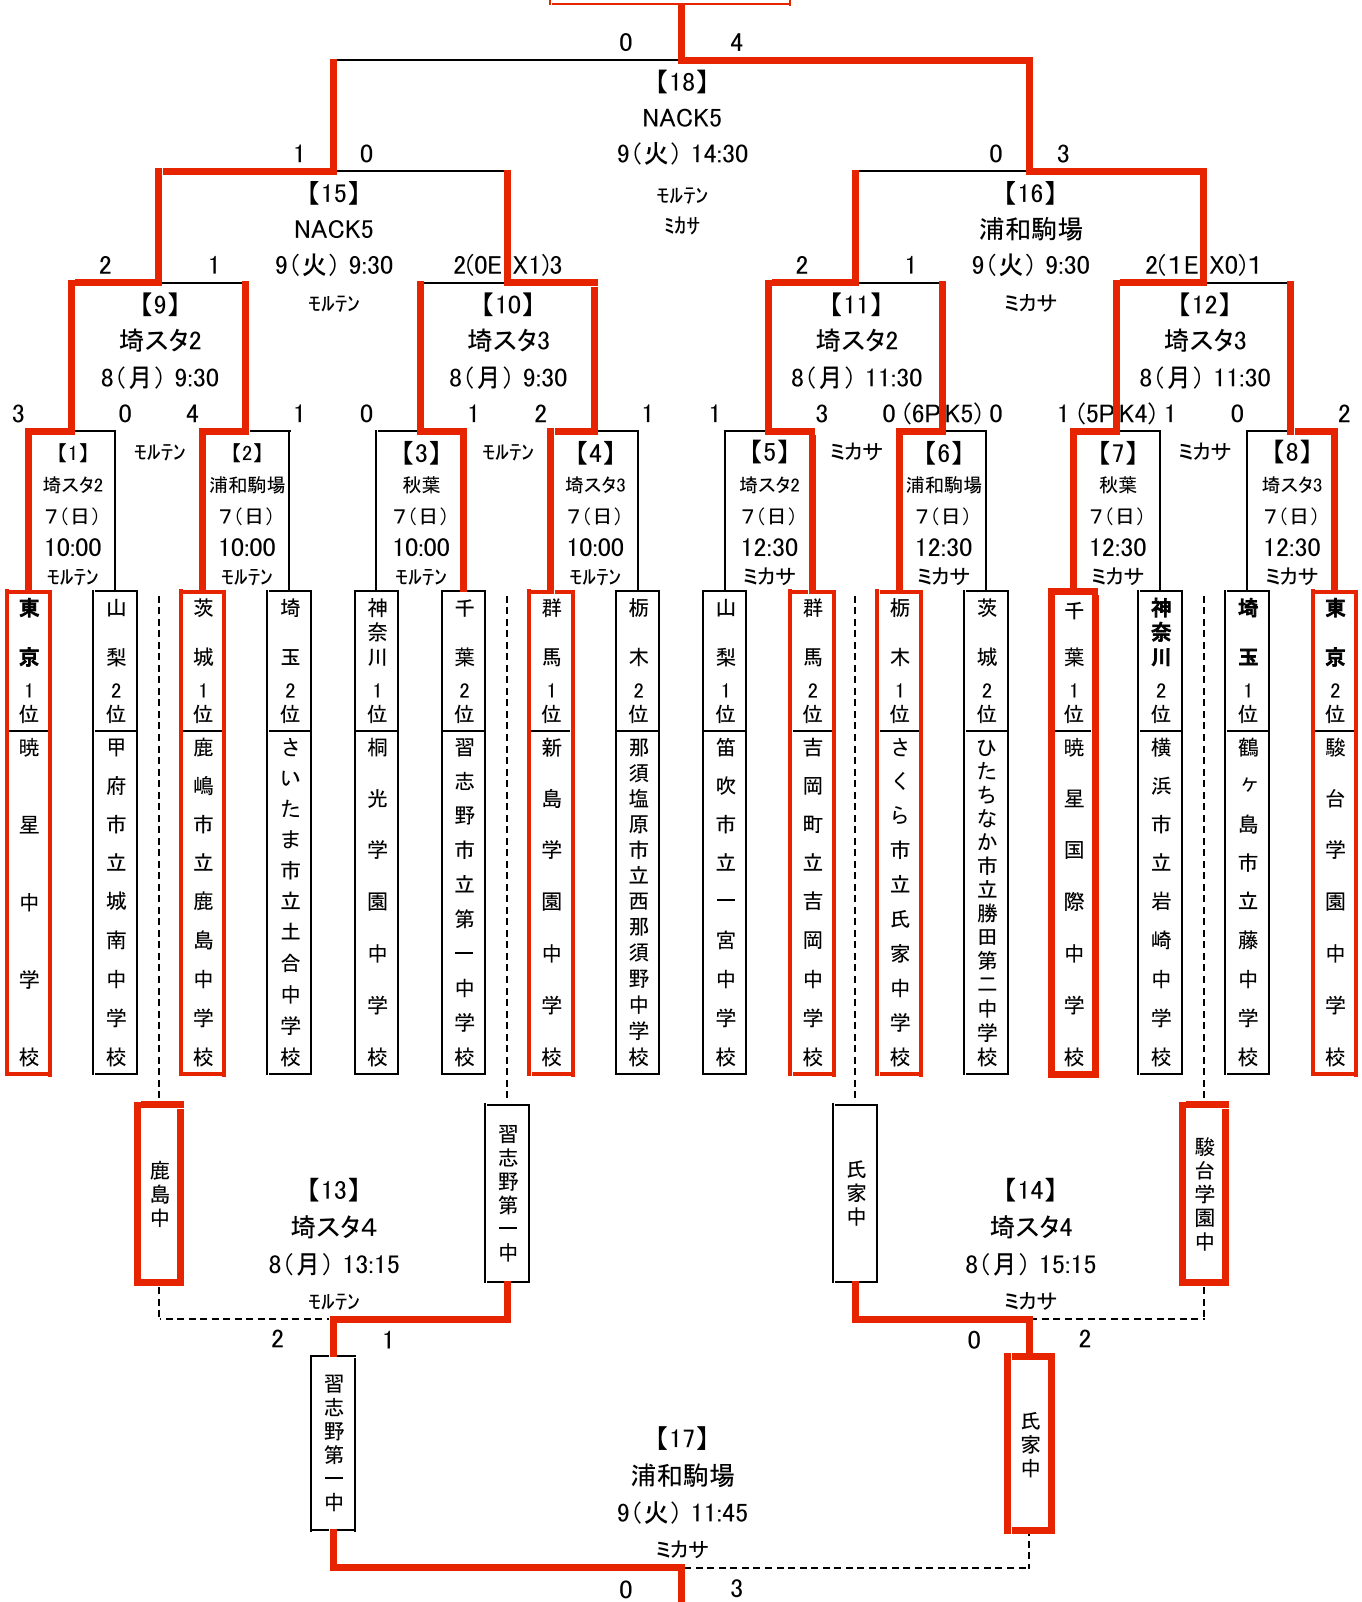 0 4
【18】
NACK5
9(火) 14:30
モルテン
ミカサ
1 0
【15】
NACK5
9(火) 9:30
モルテン
0 3
【16】
浦和駒場
9(火) 9:30
ミカサ
2 1
【9】
埼スタ2
8(月) 9:30
モルテン
2(0EX1)3
【10】
埼スタ3
8(月) 9:30
モルテン
2 1
【11】
埼スタ2
8(月) 11:30
ミカサ
2(1EX0)1
【12】
埼スタ3
8(月) 11:30
ミカサ
3 0
【1】
埼スタ2
7(日)
10:00
モルテン
4 1
【2】
浦和駒場
7(日)
10:00
モルテン
0 1
【3】
秋葉
7(日)
10:00
モルテン
2 1
【4】
埼スタ3
7(日)
10:00
モルテン
1 3
【5】
埼スタ2
7(日)
12:30
ミカサ
0(6PK5)0
【6】
浦和駒場
7(日)
12:30
ミカサ
1(5PK4)1
【7】
秋葉
7(日)
12:30
ミカサ
0 2
【8】
埼スタ3
7(日)
12:30
ミカサ
東京1位
暁星中学校
山梨2位
甲府市立城南中学校
茨城1位
鹿嶋市立鹿島中学校
埼玉2位
さいたま市立土合中学校
神奈川1位
桐光学園中学校
千葉2位
習志野市立第一中学校
群馬1位
新島学園中学校
栃木2位
那須塩原市立西那須野中学校
山梨1位
笛吹市立一宮中学校
群馬2位
吉岡町立吉岡中学校
栃木1位
さくら市立氏家中学校
茨城2位
ひたちなか市立勝田第二中学校
千葉1位
暁星国際中学校
神奈川2位
横浜市立岩崎中学校
埼玉1位
鶴ヶ島市立藤中学校
東京2位
駿台学園中学校
鹿島中
【13】
埼スタ4
8(月) 13:15
モルテン
習志野第一中
2 1
氏家中
【14】
埼スタ4
8(月) 15:15
ミカサ
駿台学園中
0 2
習志野第一中
【17】
浦和駒場
9(火) 11:45
ミカサ
氏家中
0 3